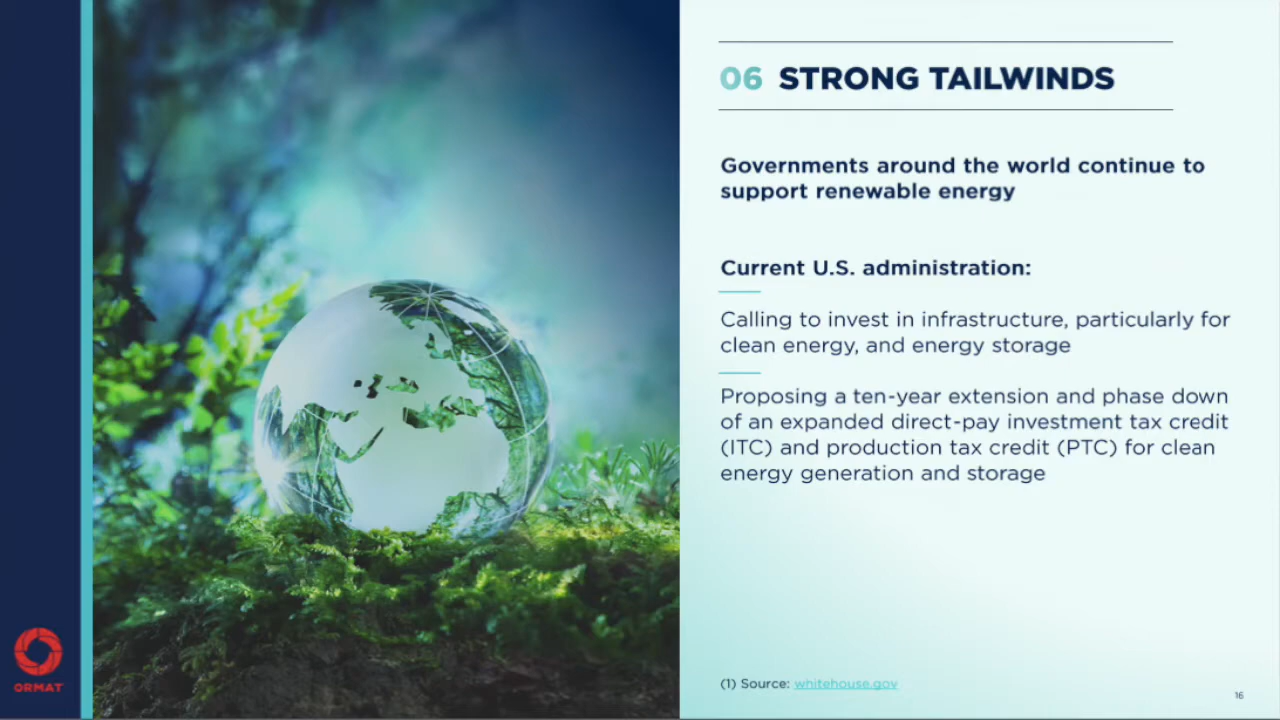 06 STRONG TAILWINDS
Governments around the world continue to
support renewable energy
Current U.S. administration:
Calling to invest in infrastructure, particularly for
clean energy, and energy storage
Proposing a ten-year extension and phase down
of an expanded direct-pay investment tax credit
(ITC) and production tax credit (PTC) for clean
energy generation and storage
ORMAT
(1) Source: whitehouse.gov
16